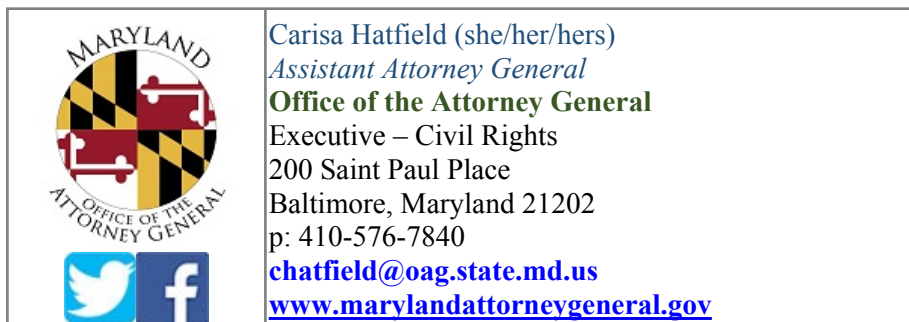 MARYLAND
OFFICE OF THE
ATTORNEY GENERAL
Carisa Hatfield (she/her/hers)
Assistant Attorney General
Office of the Attorney General
Executive – Civil Rights
200 Saint Paul Place
Baltimore, Maryland 21202
p: 410-576-7840
chatfield@oag.state.md.us
www.marylandattorneygeneral.gov